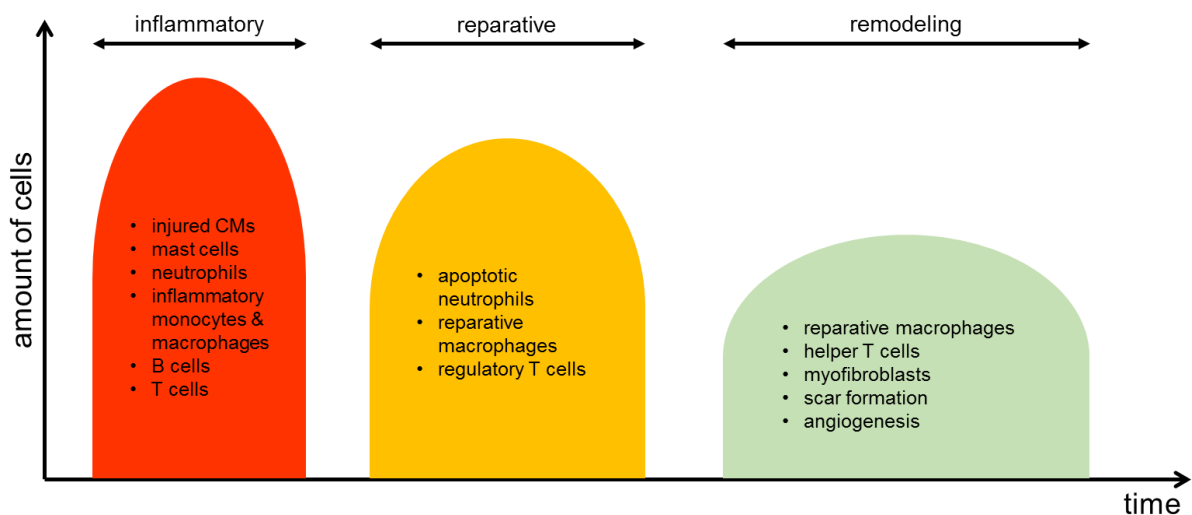 inflammatory
reparative
remodeling
amount of cells
• injured CMs
• mast cells
• neutrophils
• inflammatory
monocytes &
macrophages
• B cells
• T cells
• apoptotic
neutrophils
• reparative
macrophages
• regulatory T cells
• reparative macrophages
• helper T cells
• myofibroblasts
• scar formation
• angiogenesis
time